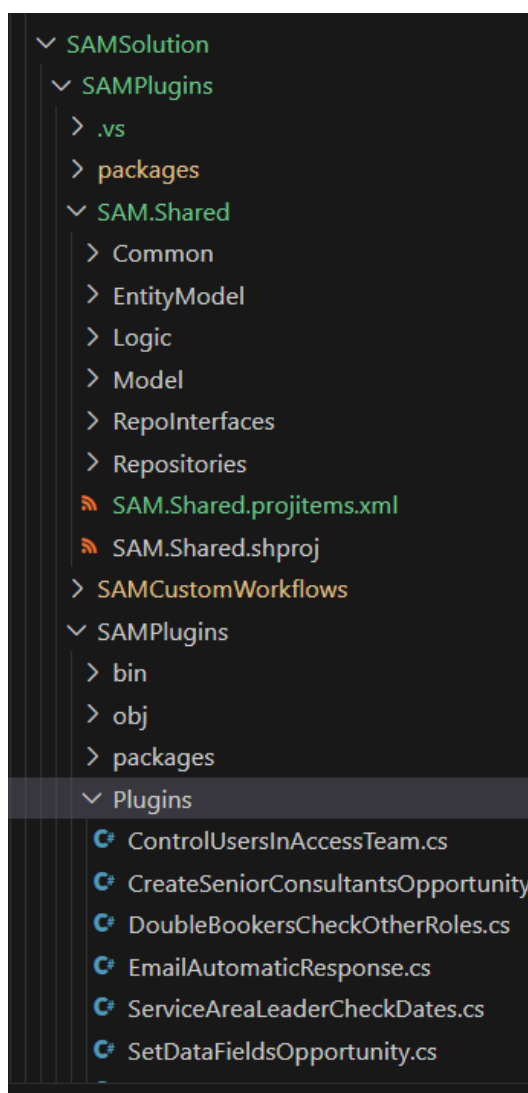 SAMSolution
SAMPlugins
.vs
packages
SAM.Shared
Common
EntityModel
Logic
Model
RepoInterfaces
Repositories
SAM.Shared.projitems.xml
SAM.Shared.shproj
SAMCustomWorkflows
SAMPlugins
bin
obj
packages
Plugins
C# ControlUsersInAccessTeam.cs
C# CreateSeniorConsultantsOpportunity
C# DoubleBookersCheckOtherRoles.cs
C# EmailAutomaticResponse.cs
C# ServiceAreaLeaderCheckDates.cs
C# SetDataFieldsOpportunity.cs